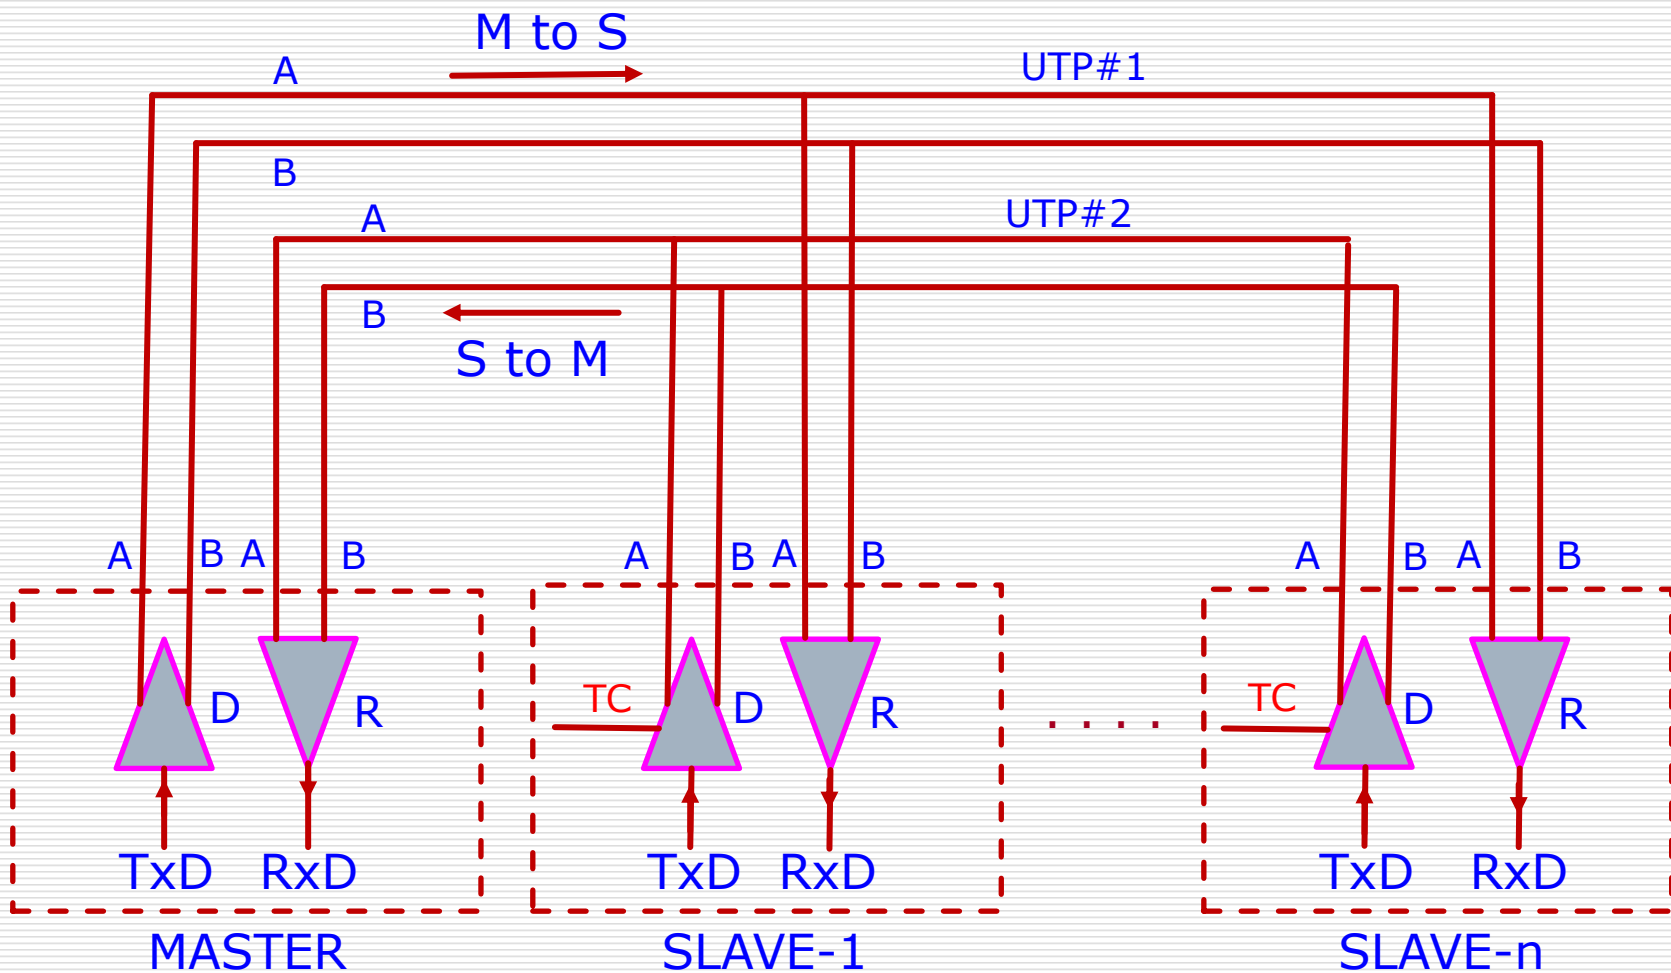 M to S
A
UTP#1
B
A
UTP#2
B
S to M
A B A B
A B A B
A B A B
D R
TC D R
. . . .
TC D R
TxD RxD
TxD RxD
TxD RxD
MASTER
SLAVE-1
SLAVE-n